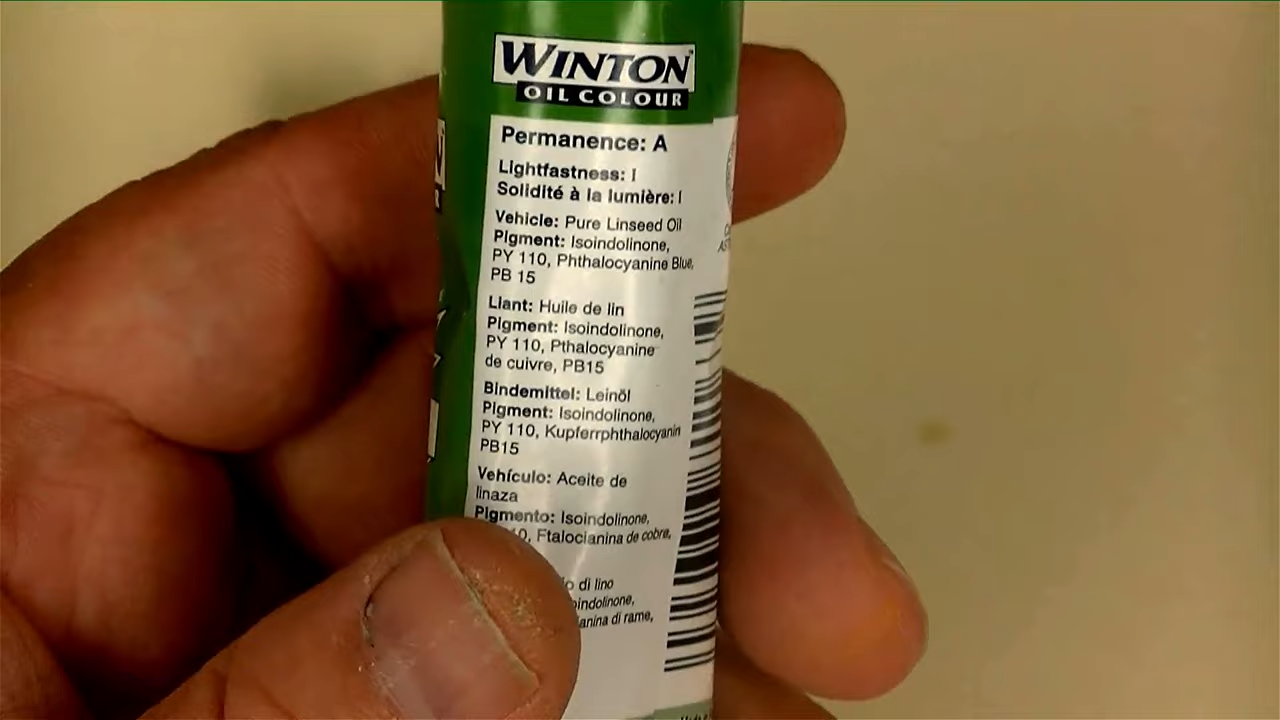 WINTON
OIL COLOUR
Permanence: A
Lightfastness: I
Solidité à la lumière: I
Vehicle: Pure Linseed Oil
Pigment: Isoindolinone,
PY 110, Phthalocyanine Blue,
PB 15
Liant: Huile de lin
Pigment: Isoindolinone,
PY 110, Pthalocyanine
de cuivre, PB15
Bindemittel: Leinöl
Pigment: Isoindolinone,
PY 110, Kupferrphthalocyanin
PB15
Vehículo: Aceite de
linaza
Pigmento: Isoindolinone,
Ftalocianina de cobre,
di lino
di rame,